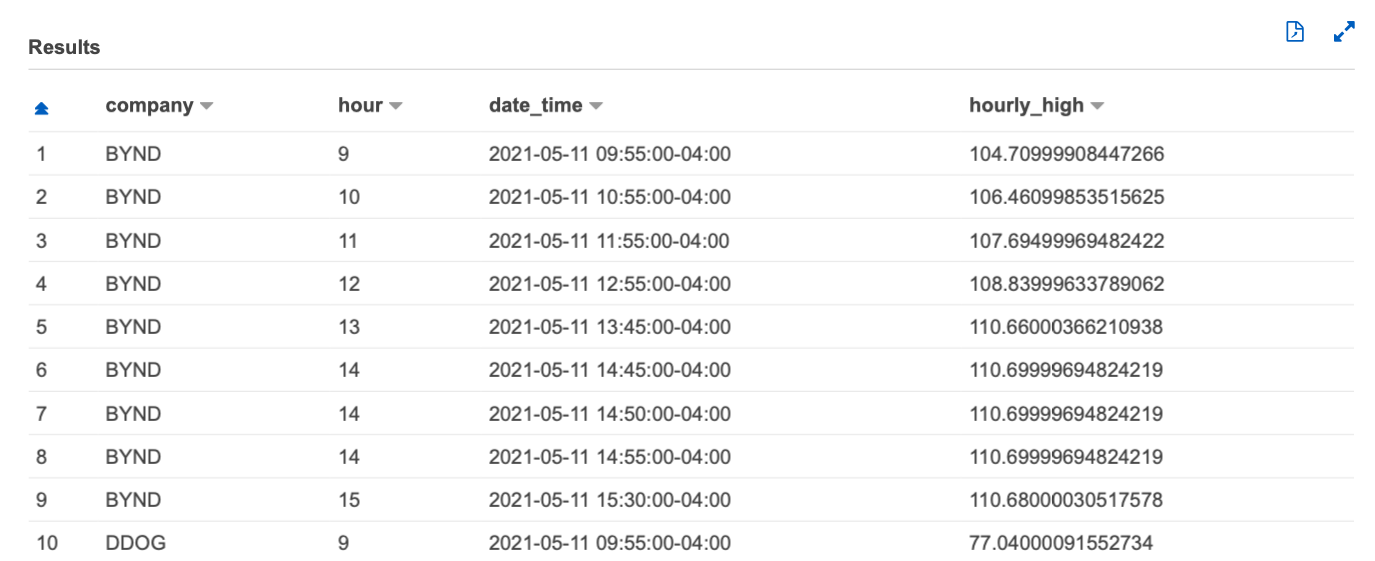 Results
company hour date_time hourly_high
1 BYND 9 2021-05-11 09:55:00-04:00 104.70999908447266
2 BYND 10 2021-05-11 10:55:00-04:00 106.46099853515625
3 BYND 11 2021-05-11 11:55:00-04:00 107.69499969482422
4 BYND 12 2021-05-11 12:55:00-04:00 108.83999633789062
5 BYND 13 2021-05-11 13:45:00-04:00 110.66000366210938
6 BYND 14 2021-05-11 14:45:00-04:00 110.69999694824219
7 BYND 14 2021-05-11 14:50:00-04:00 110.69999694824219
8 BYND 14 2021-05-11 14:55:00-04:00 110.69999694824219
9 BYND 15 2021-05-11 15:30:00-04:00 110.68000030517578
10 DDOG 9 2021-05-11 09:55:00-04:00 77.04000091552734